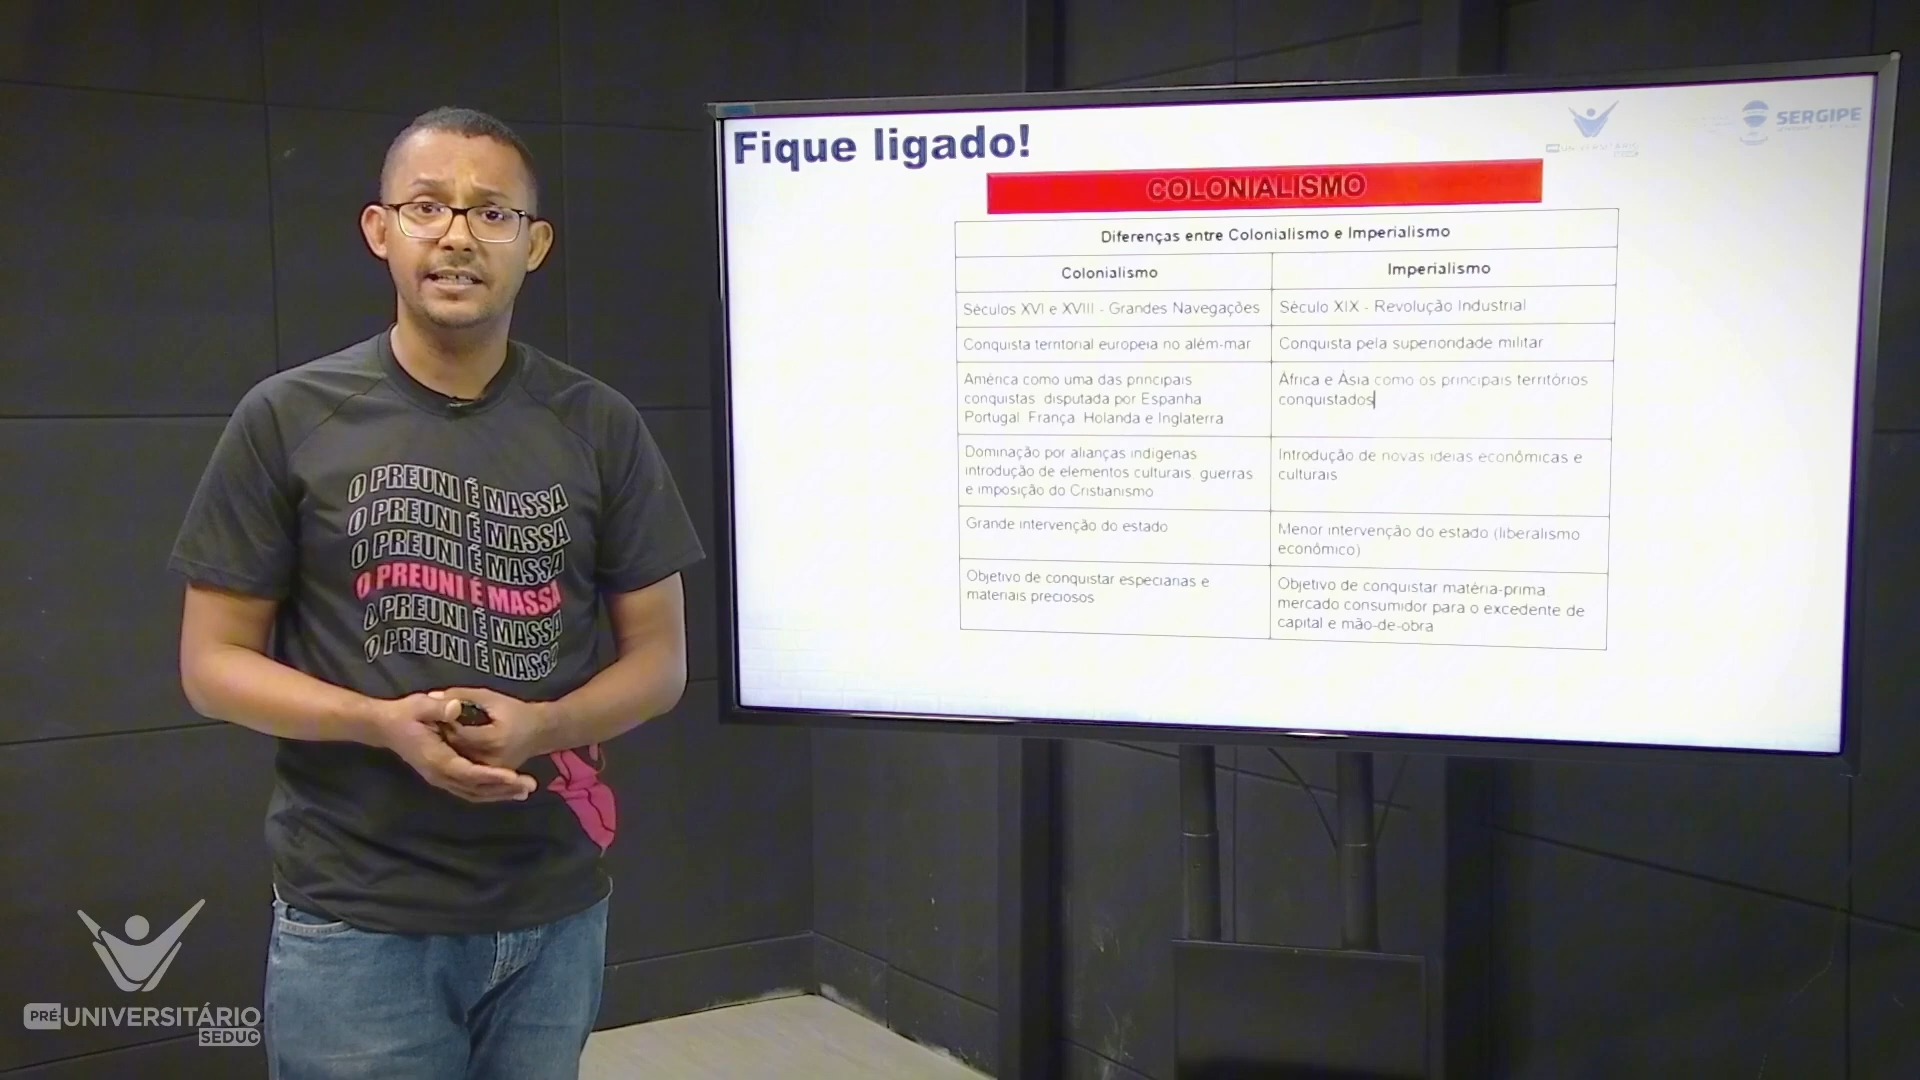 Fique ligado!
SERGIPE
COLONIALISMO
Diferenças entre Colonialismo e Imperialismo
Colonialismo
Imperialismo
Séculos XVI e XVIII - Grandes Navegações
Século XIX - Revolução Industrial
Conquista territorial europeia no além-mar
Conquista pela superioridade militar
América como uma das principais
conquistas disputada por Espanha
Portugal França Holanda e Inglaterra
África e Ásia como os principais territórios
conquistados
Dominação por alianças indígenas
introdução de elementos culturais guerras
e imposição do Cristianismo
Introdução de novas ideias econômicas e
culturais
Grande intervenção do estado
Menor intervenção do estado (liberalismo
econômico)
Objetivo de conquistar especiarias e
materiais preciosos
Objetivo de conquistar matéria-prima
mercado consumidor para o excedente de
capital e mão-de-obra
O PREUNI É MASSA
O PREUNI É MASSA
O PREUNI É MASSA
O PREUNI É MASSA
O PREUNI É MASSA
O PREUNI É MASSA
PRÉ-UNIVERSITÁRIO
SEDUC